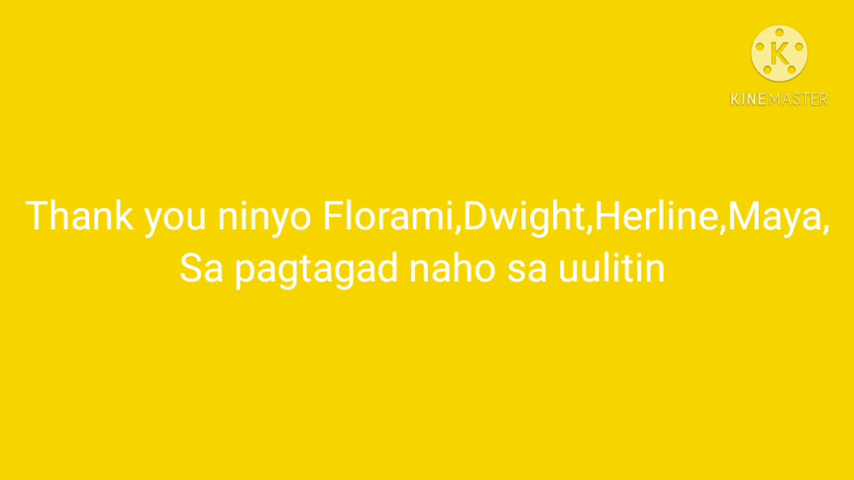 K
KINEMASTER
Thank you ninyo Florami,Dwight,Herline,Maya,
Sa pagtagad naho sa uulitin